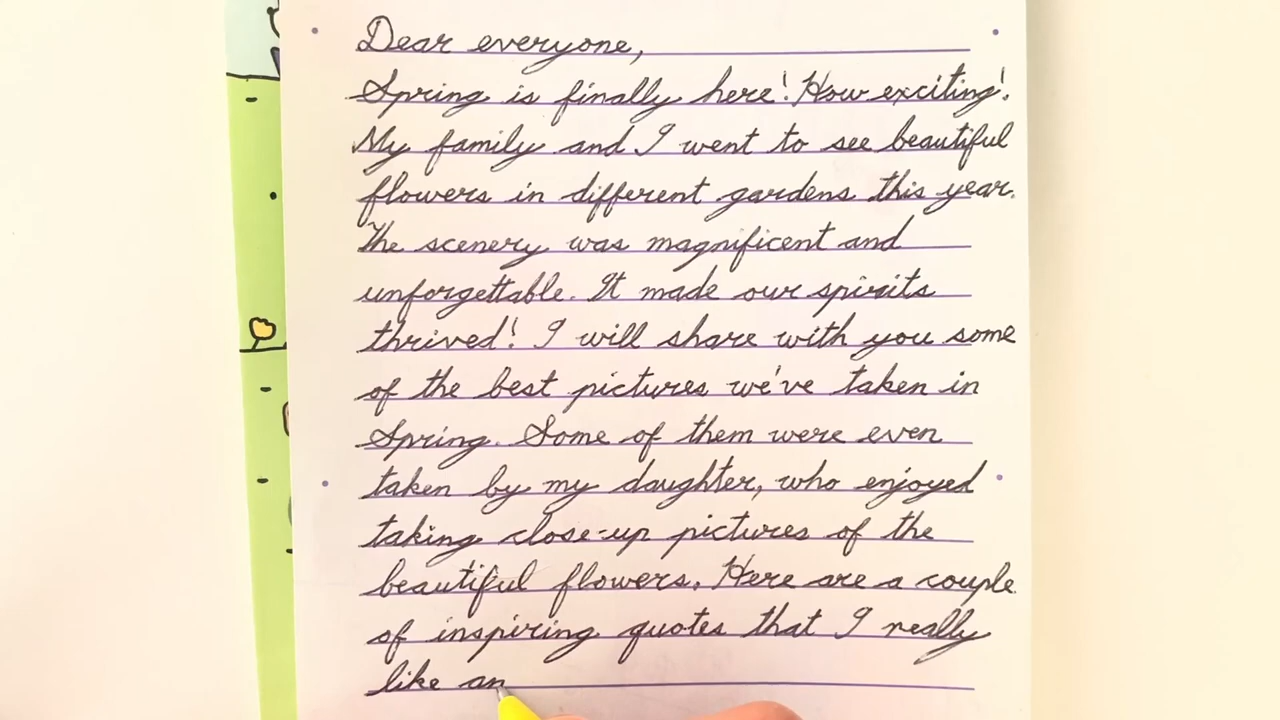 Dear everyone,
Spring is finally here! How exciting!
My family and I went to see beautiful
flowers in different gardens this year.
The scenery was magnificent and
unforgettable. It made our spirits
thrived! I will share with you some
of the best pictures we've taken in
Spring. Some of them were even
taken by my daughter, who enjoyed
taking close-up pictures of the
beautiful flowers. Here are a couple
of inspiring quotes that I really
like an